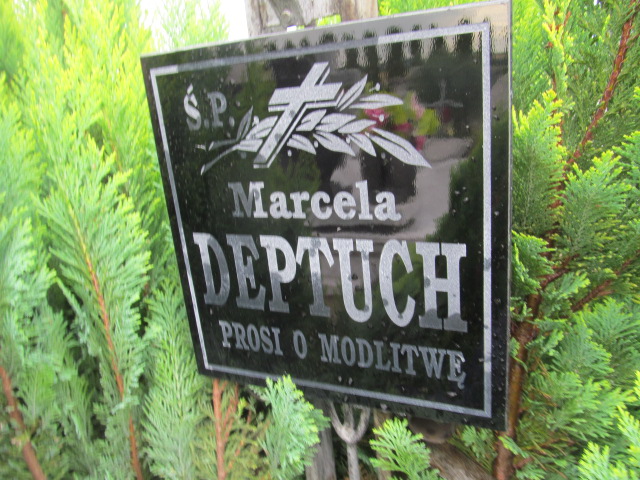 Ś.P.
Marcela
DEPTUCH
PROSI O MODLITWĘ